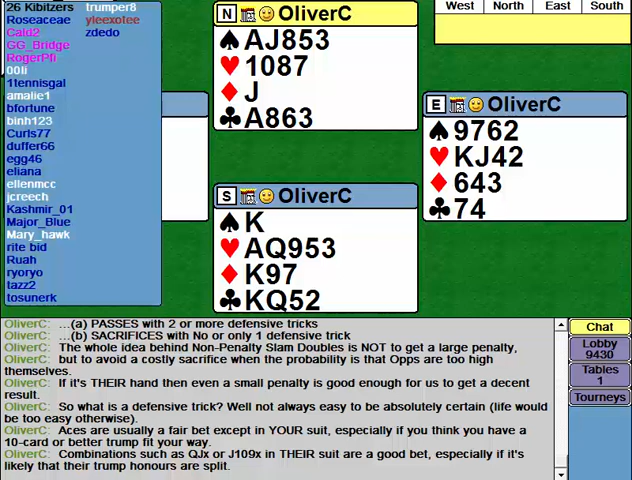 26 Kibitzers trumper8
Roseaceae yleexotee
Cald2 zdedo
GG_Bridge
RogerPfi
00li
1tennisgal
amalie1
bfortune
binh123
Curls77
duffer66
egg46
eliana
ellenmcc
jcreech
Kashmir_01
Major_Blue
Mary_hawk
rite bid
Ruah
ryoryo
tazz2
tosunerk
N OliverC
♠ AJ853
♥ 1087
♦ J
♣ A863
West North East South
E OliverC
♠ 9762
♥ KJ42
♦ 643
♣ 74
S OliverC
♠ K
♥ AQ953
♦ K97
♣ KQ52
OliverC: ...(a) PASSES with 2 or more defensive tricks
OliverC: ...(b) SACRIFICES with No or only 1 defensive trick
OliverC: The whole idea behind Non-Penalty Slam Doubles is NOT to get a large penalty,
OliverC: but to avoid a costly sacrifice when the probability is that Opps are too high
themselves.
OliverC: If it's THEIR hand then even a small penalty is good enough for us to get a decent
result.
OliverC: So what is a defensive trick? Well not always easy to be absolutely certain (life would
be too easy otherwise).
OliverC: Aces are usually a fair bet except in YOUR suit, especially if you think you have a
10-card or better trump fit your way.
OliverC: Combinations such as QJx or J109x in THEIR suit are a good bet, especially if it's
likely that their trump honours are split.
Chat
Lobby
9430
Tables
1
Tourneys